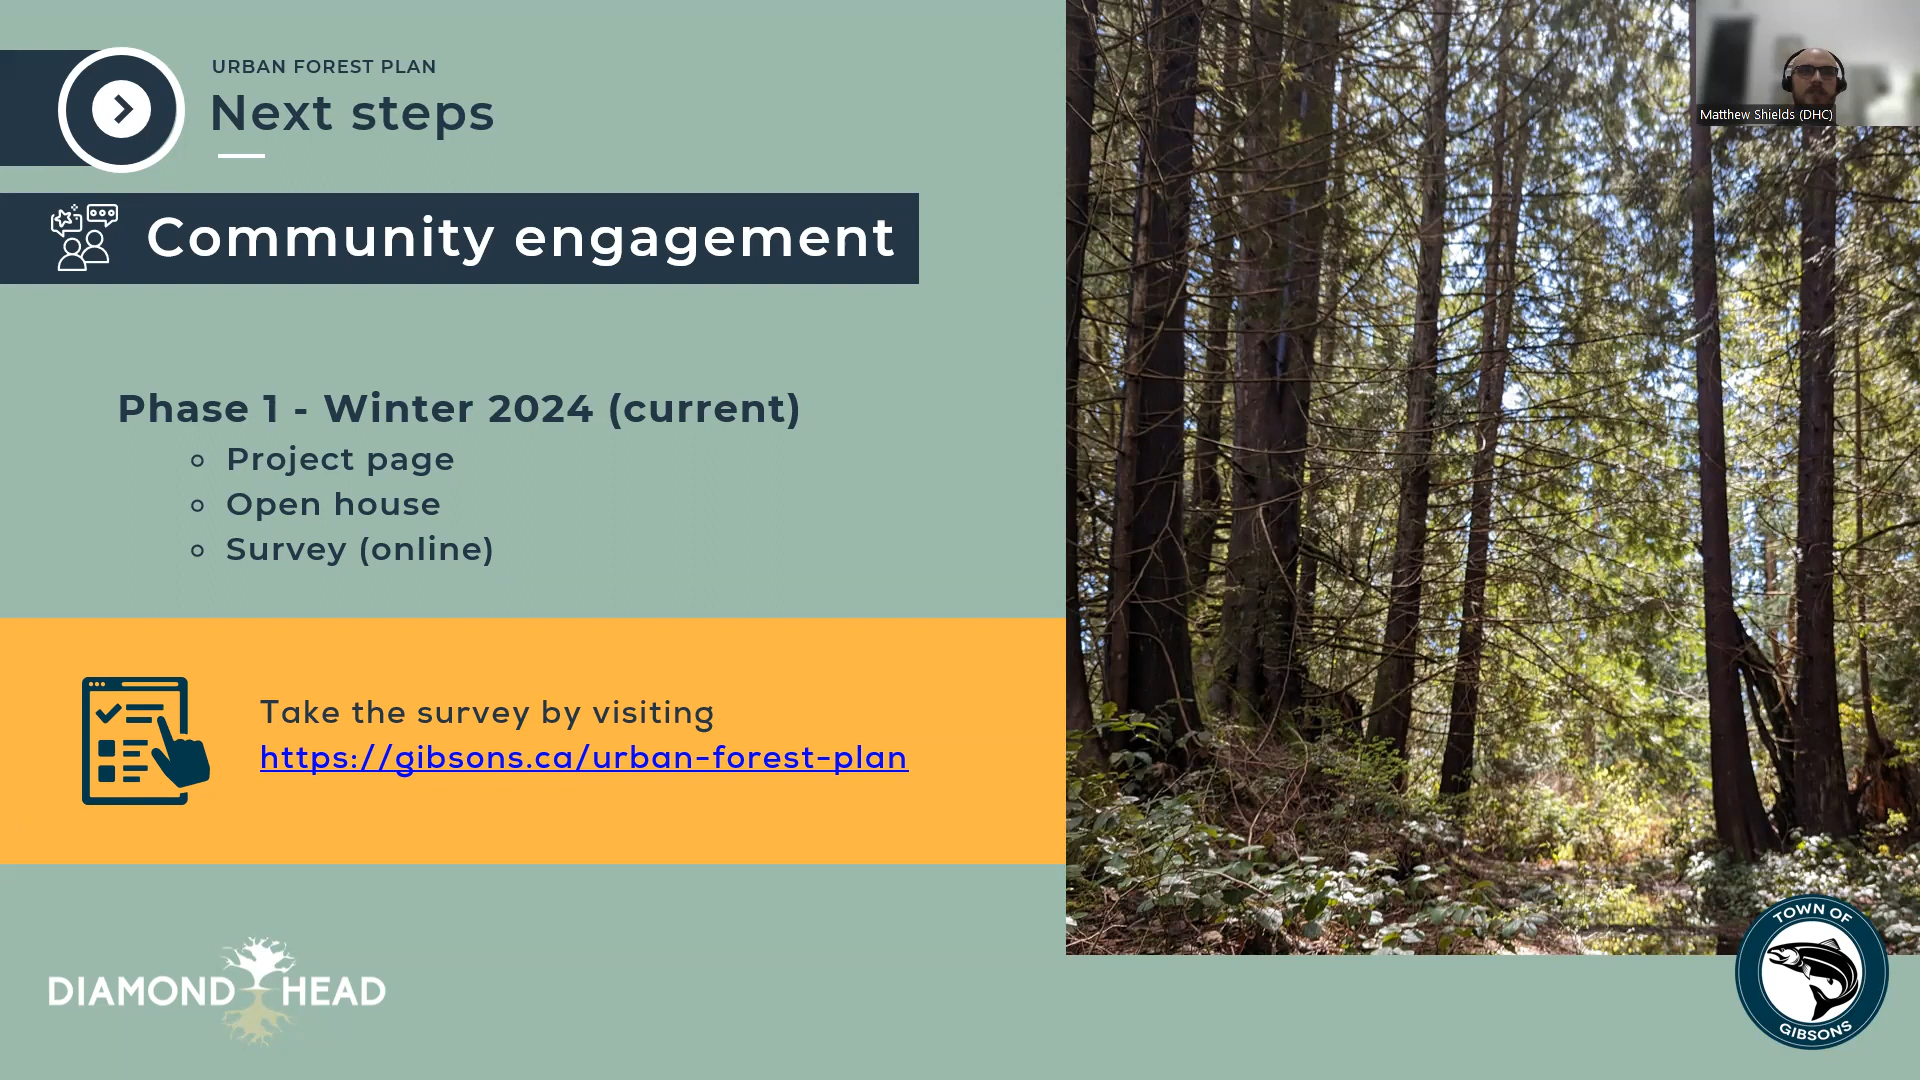 URBAN FOREST PLAN
Next steps
Community engagement
Phase 1 - Winter 2024 (current)
Project page
Open house
Survey (online)
Take the survey by visiting
https://gibsons.ca/urban-forest-plan
DIAMOND HEAD
Matthew Shields (DHC)
TOWN OF
GIBSONS